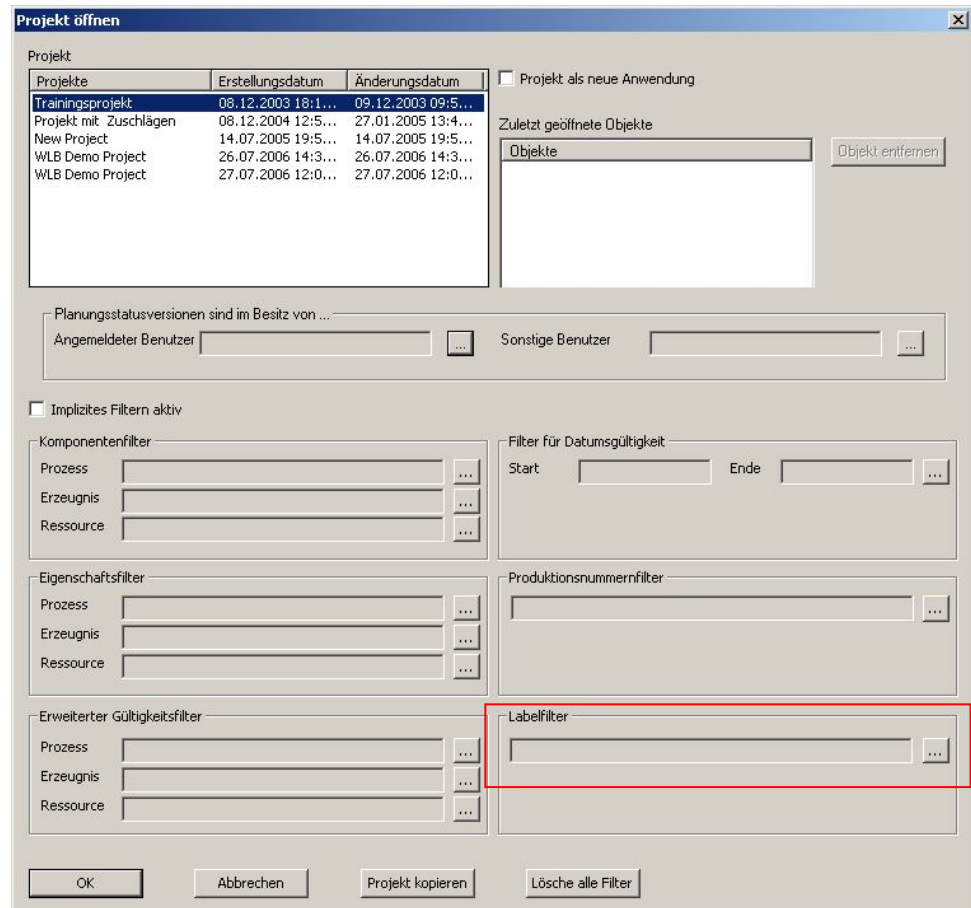 Projekt öffnen
Projekt
Projekte Erstellungsdatum Änderungsdatum
Trainingsprojekt 08.12.2003 18:1... 09.12.2003 09:5...
Projekt mit Zuschlägen 08.12.2004 12:5... 27.01.2005 13:4...
New Project 14.07.2005 19:5... 14.07.2005 19:5...
WLB Demo Project 26.07.2006 14:3... 26.07.2006 14:3...
WLB Demo Project 27.07.2006 12:0... 27.07.2006 12:0...
Projekt als neue Anwendung
Zuletzt geöffnete Objekte
Objekte
Objekt entfernen
Planungsstatusversionen sind im Besitz von ...
Angemeldeter Benutzer ... Sonstige Benutzer ...
Implizites Filtern aktiv
Komponentenfilter
Prozess ...
Erzeugnis ...
Ressource ...
Filter für Datumsgültigkeit
Start Ende ...
Eigenschaftsfilter
Prozess ...
Erzeugnis ...
Ressource ...
Produktionsnummernfilter
...
Erweiterter Gültigkeitsfilter
Prozess ...
Erzeugnis ...
Ressource ...
Labelfilter
...
OK Abbrechen Projekt kopieren Lösche alle Filter